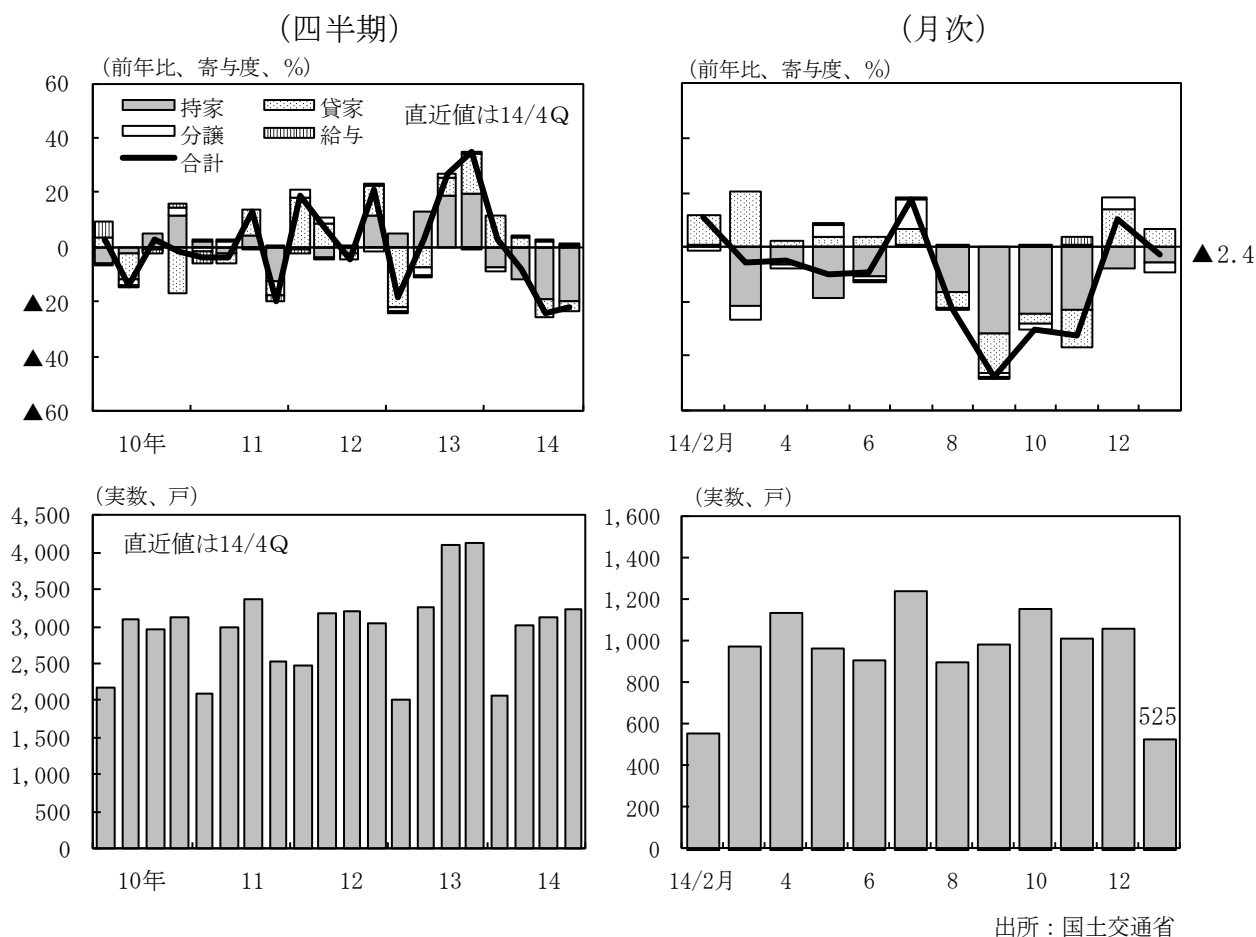 (四半期)
(前年比、寄与度、%)
60
40
20
0
▲20
▲40
▲60
持家
貸家
分譲
給与
合計
直近値は14/4Q
10年
11
12
13
14
(月次)
(前年比、寄与度、%)
▲2.4
14/2月
4
6
8
10
12
(実数、戸)
4,500
4,000
3,500
3,000
2,500
2,000
1,500
1,000
500
0
直近値は14/4Q
10年
11
12
13
14
(実数、戸)
1,600
1,400
1,200
1,000
800
600
400
200
0
525
14/2月
4
6
8
10
12
出所：国土交通省